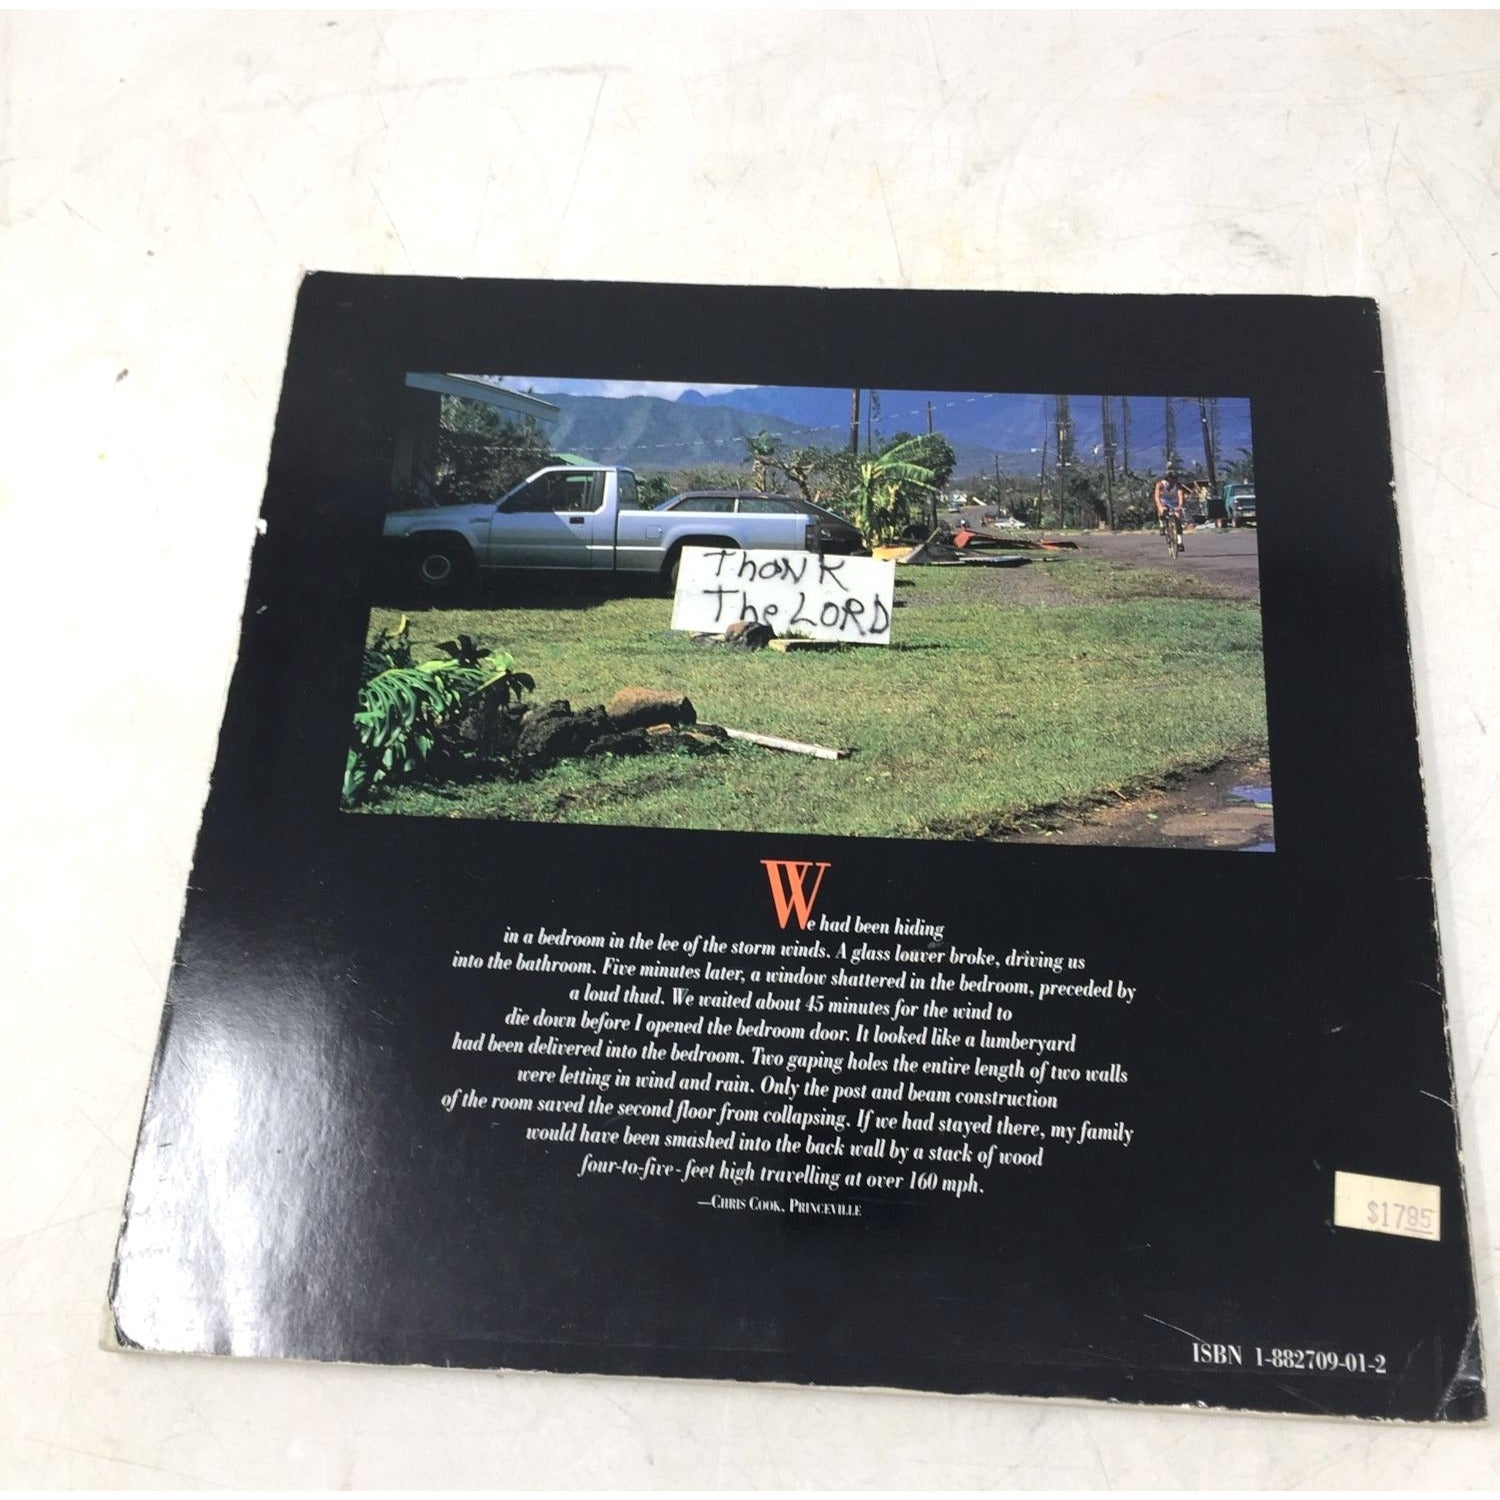 Thank
The LORD
We had been hiding
in a bedroom in the lee of the storm winds. A glass louver broke, driving us
into the bathroom. Five minutes later, a window shattered in the bedroom, preceded by
a loud thud. We waited about 45 minutes for the wind to
die down before I opened the bedroom door. It looked like a lumberyard
had been delivered into the bedroom. Two gaping holes the entire length of two walls
were letting in wind and rain. Only the post and beam construction
of the room saved the second floor from collapsing. If we had stayed there, my family
would have been smashed into the back wall by a stack of wood
four-to-five-feet high travelling at over 160 mph.
—Chris Cook, Princeville
$1795
ISBN 1-882709-01-2